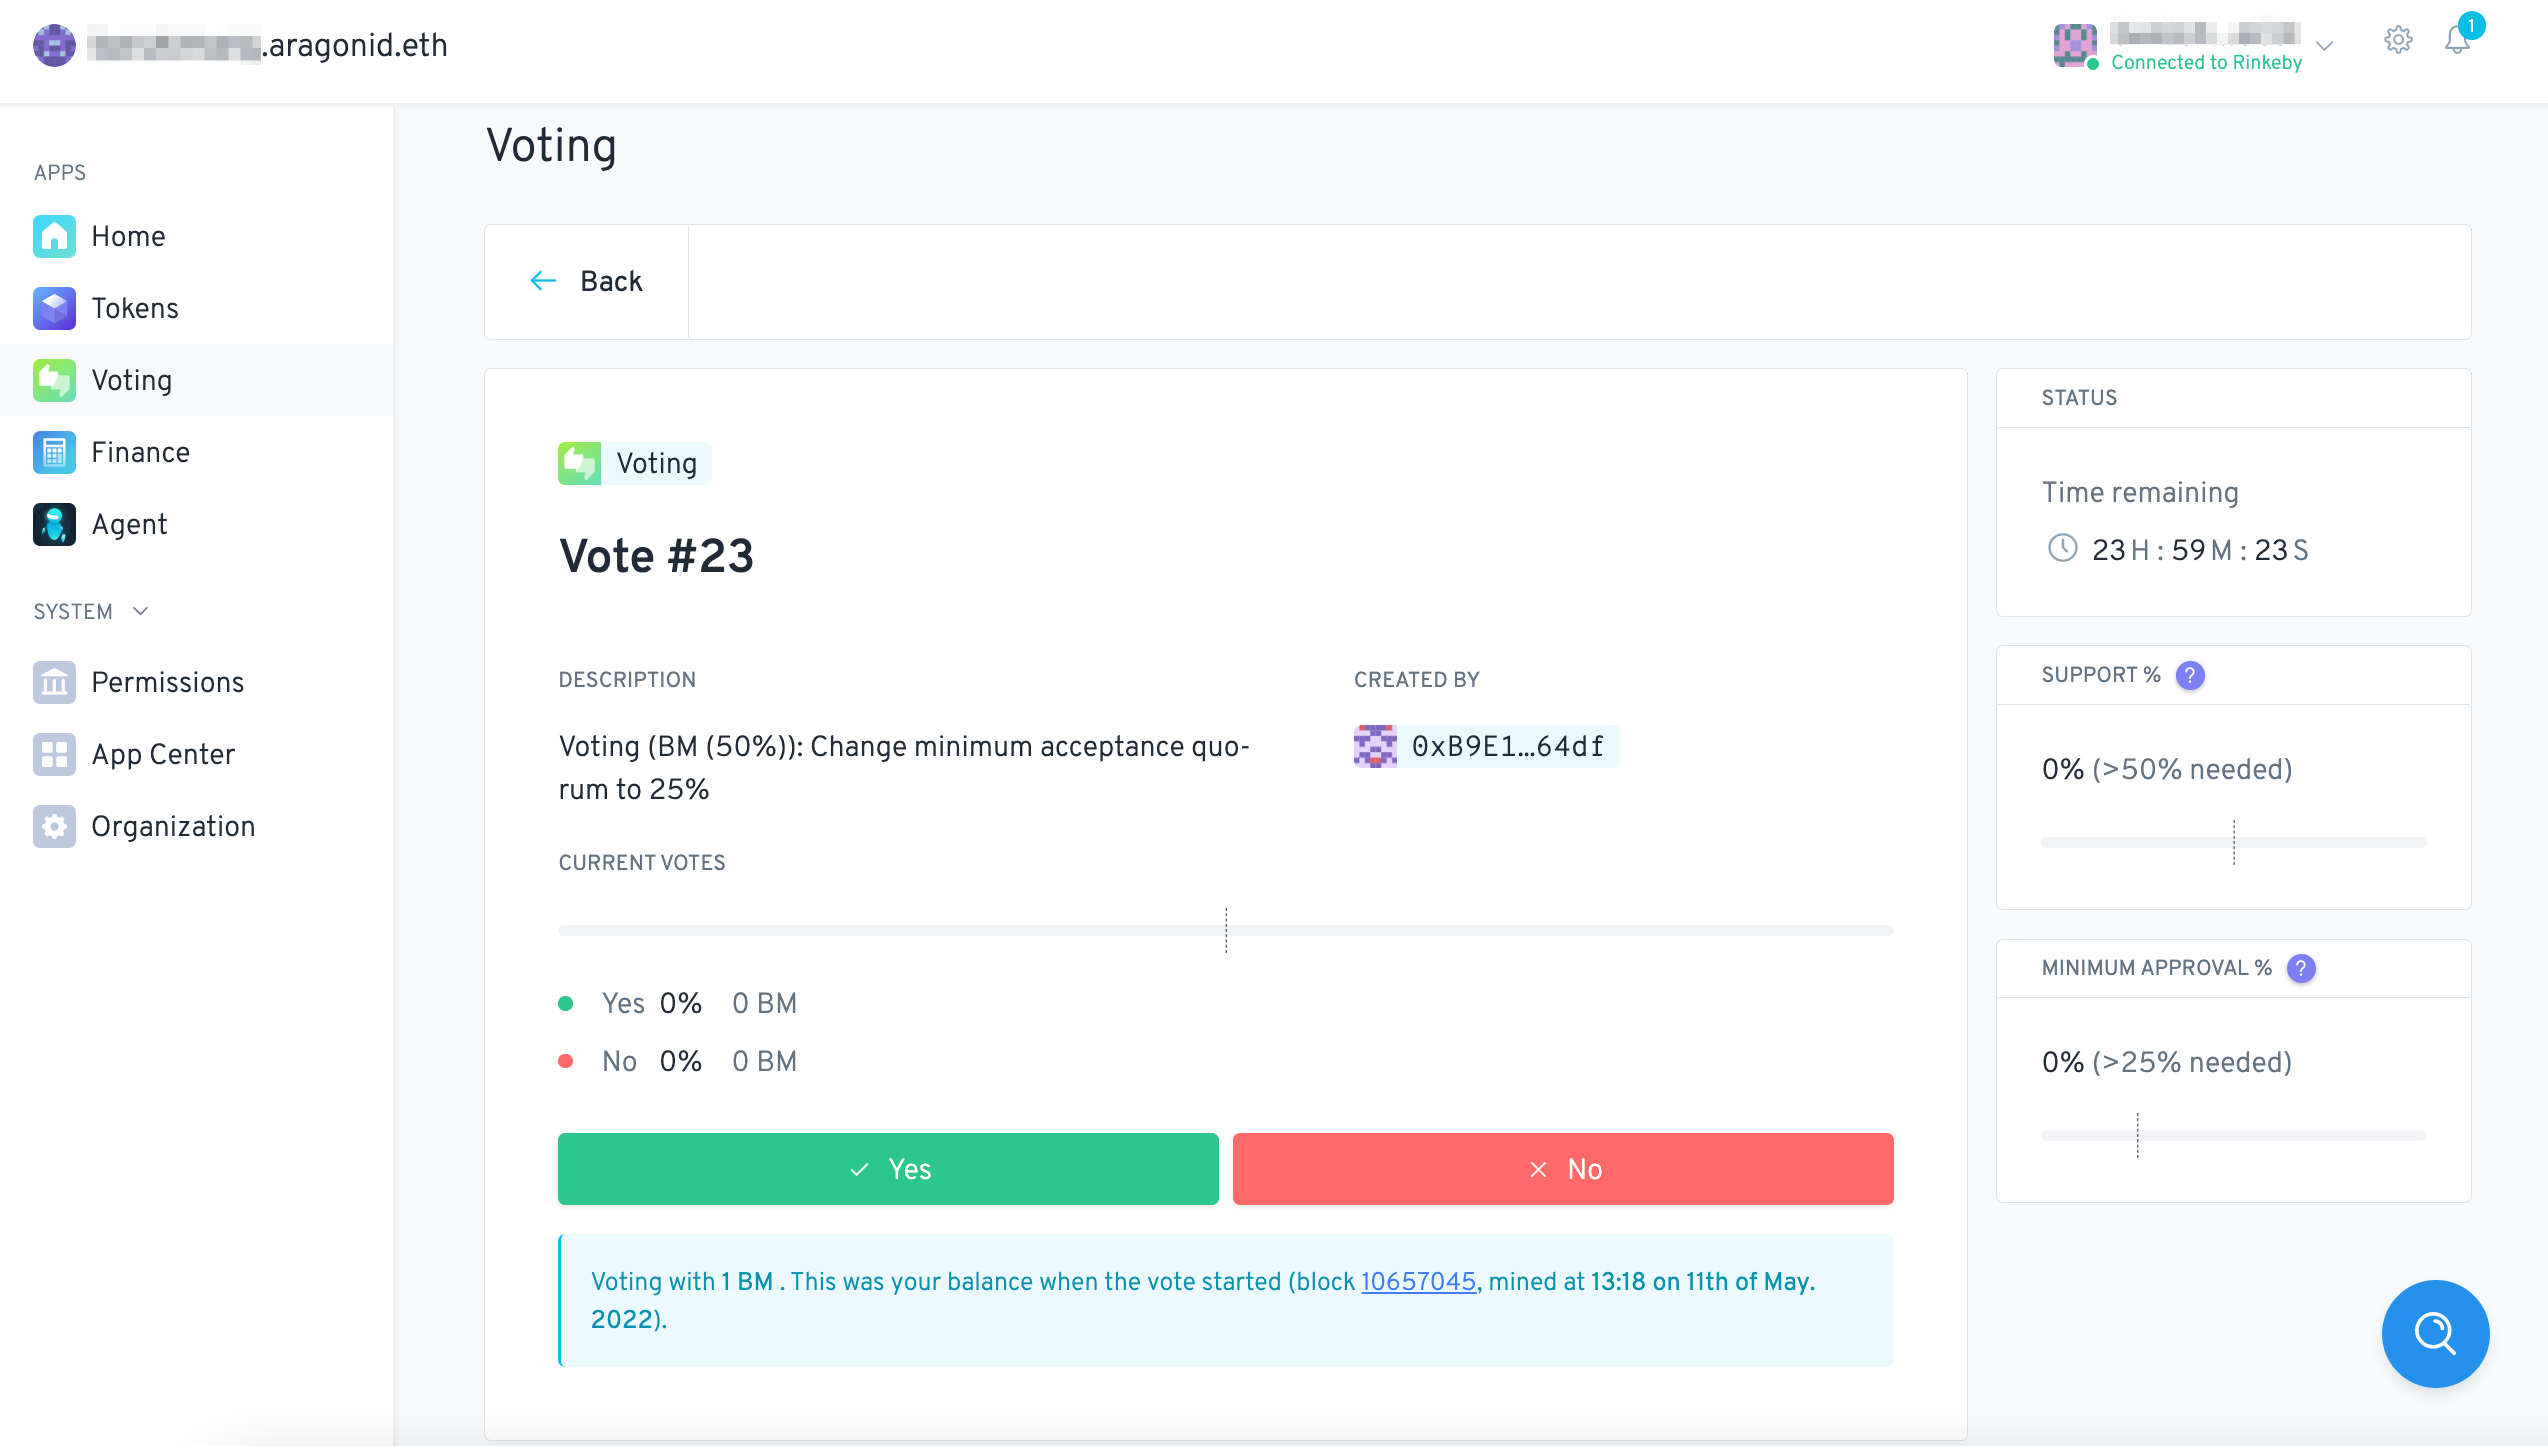 .aragonid.eth
Connected to Rinkeby
1
APPS
Home
Tokens
Voting
Finance
Agent
SYSTEM
Permissions
App Center
Organization
Voting
Back
Voting
Vote #23
DESCRIPTION
Voting (BM (50%)): Change minimum acceptance quo-
rum to 25%
CREATED BY
0xB9E1...64df
CURRENT VOTES
Yes 0% 0 BM
No 0% 0 BM
Yes
No
Voting with 1 BM . This was your balance when the vote started (block 10657045, mined at 13:18 on 11th of May.
2022).
STATUS
Time remaining
23 H : 59 M : 23 S
SUPPORT % ?
0% (>50% needed)
MINIMUM APPROVAL % ?
0% (>25% needed)